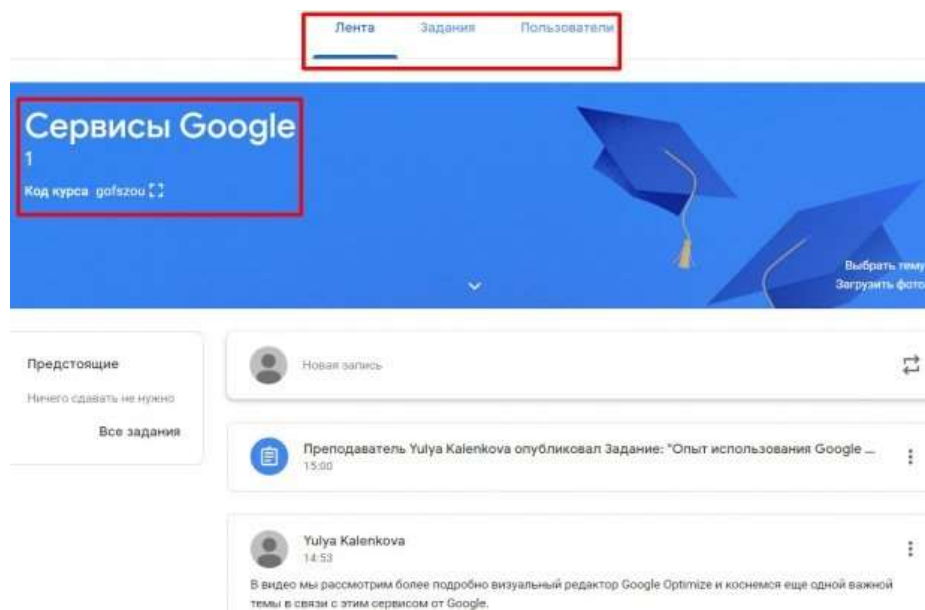 Лента Задания Пользователи
Сервисы Google
1
Код курса gofszou
Выбрать тему
Загрузить фото
Предстоящие
Ничего сдавать не нужно
Все задания
Новая запись
Преподаватель Yulya Kalenkova опубликовал Задание: "Опыт использования Google ...
15:00
Yulya Kalenkova
14:53
В видео мы рассмотрим более подробно визуальный редактор Google Optimize и коснемся еще одной важной
темы в связи с этим сервисом от Google.